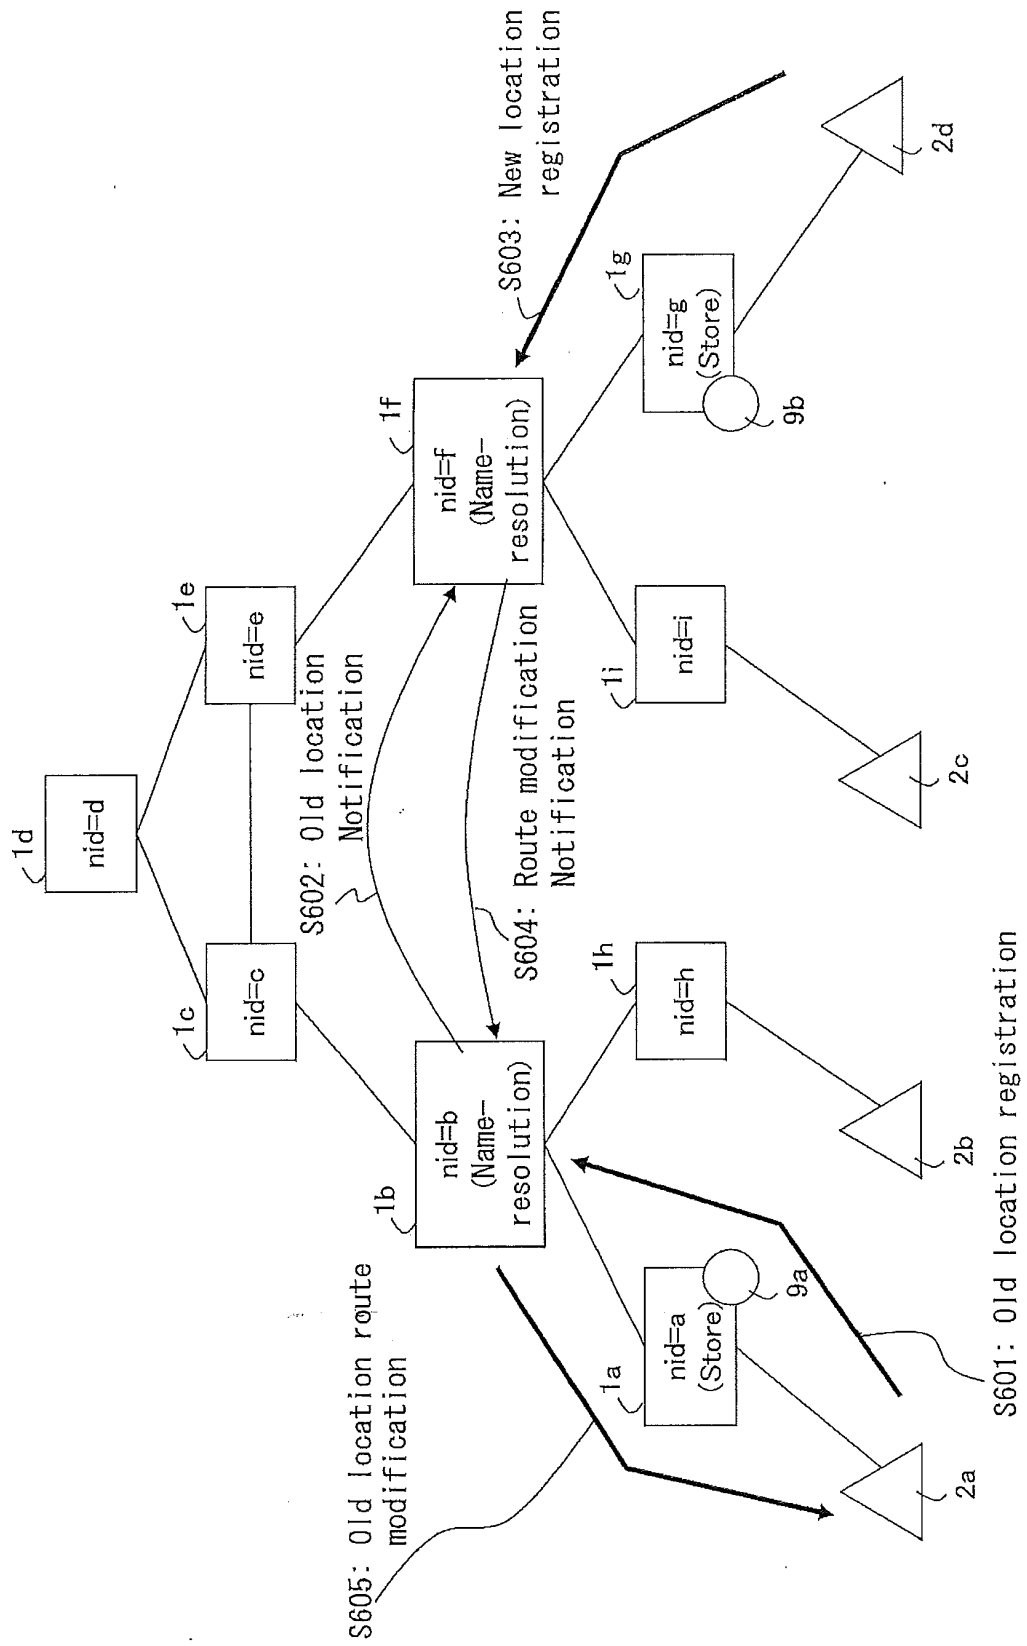 1d
nid=d
1c
nid=c
1e
nid=e
S602: Old location
Notification
1b
nid=b
(Name-
resolution)
1f
nid=f
(Name-
resolution)
S603: New location
registration
S604: Route modification
Notification
S605: Old location route
modification
1a
nid=a
(Store)
9a
1h
nid=h
1i
nid=i
1g
nid=g
(Store)
9b
2a
2b
2c
2d
S601: Old location registration